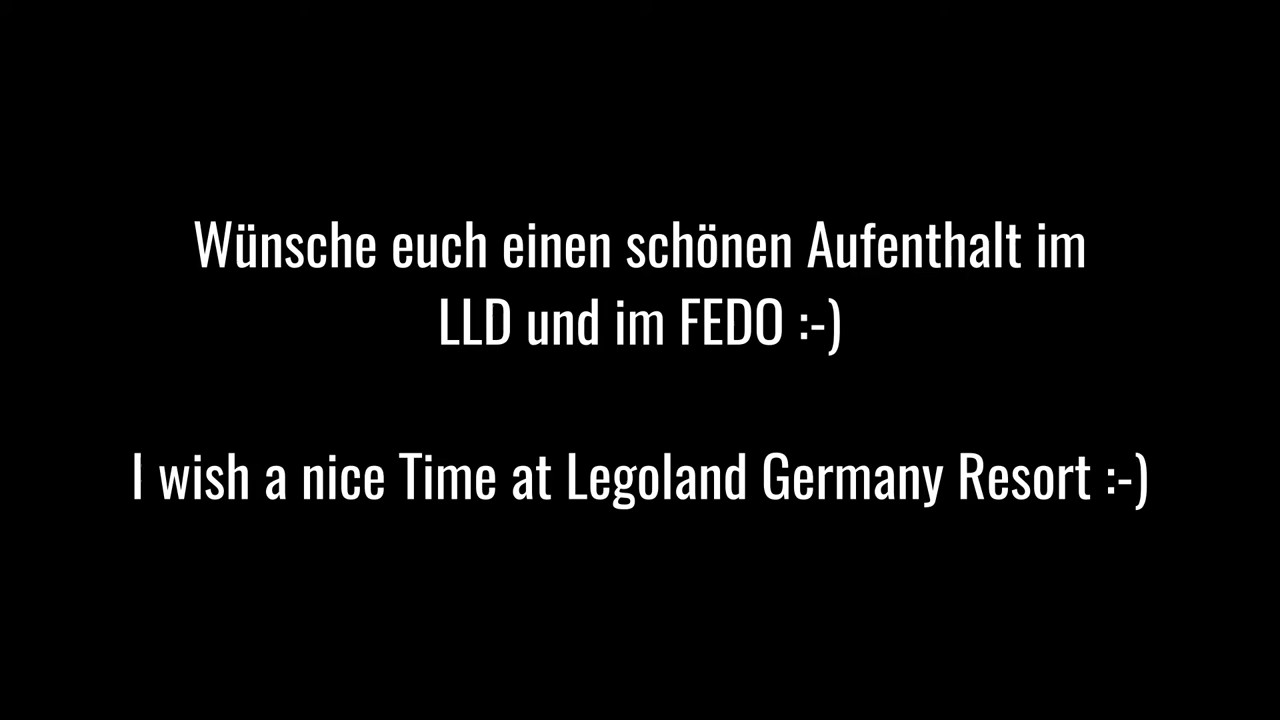 Wünsche euch einen schönen Aufenthalt im
LLD und im FEDO :-)
I wish a nice Time at Legoland Germany Resort :-)